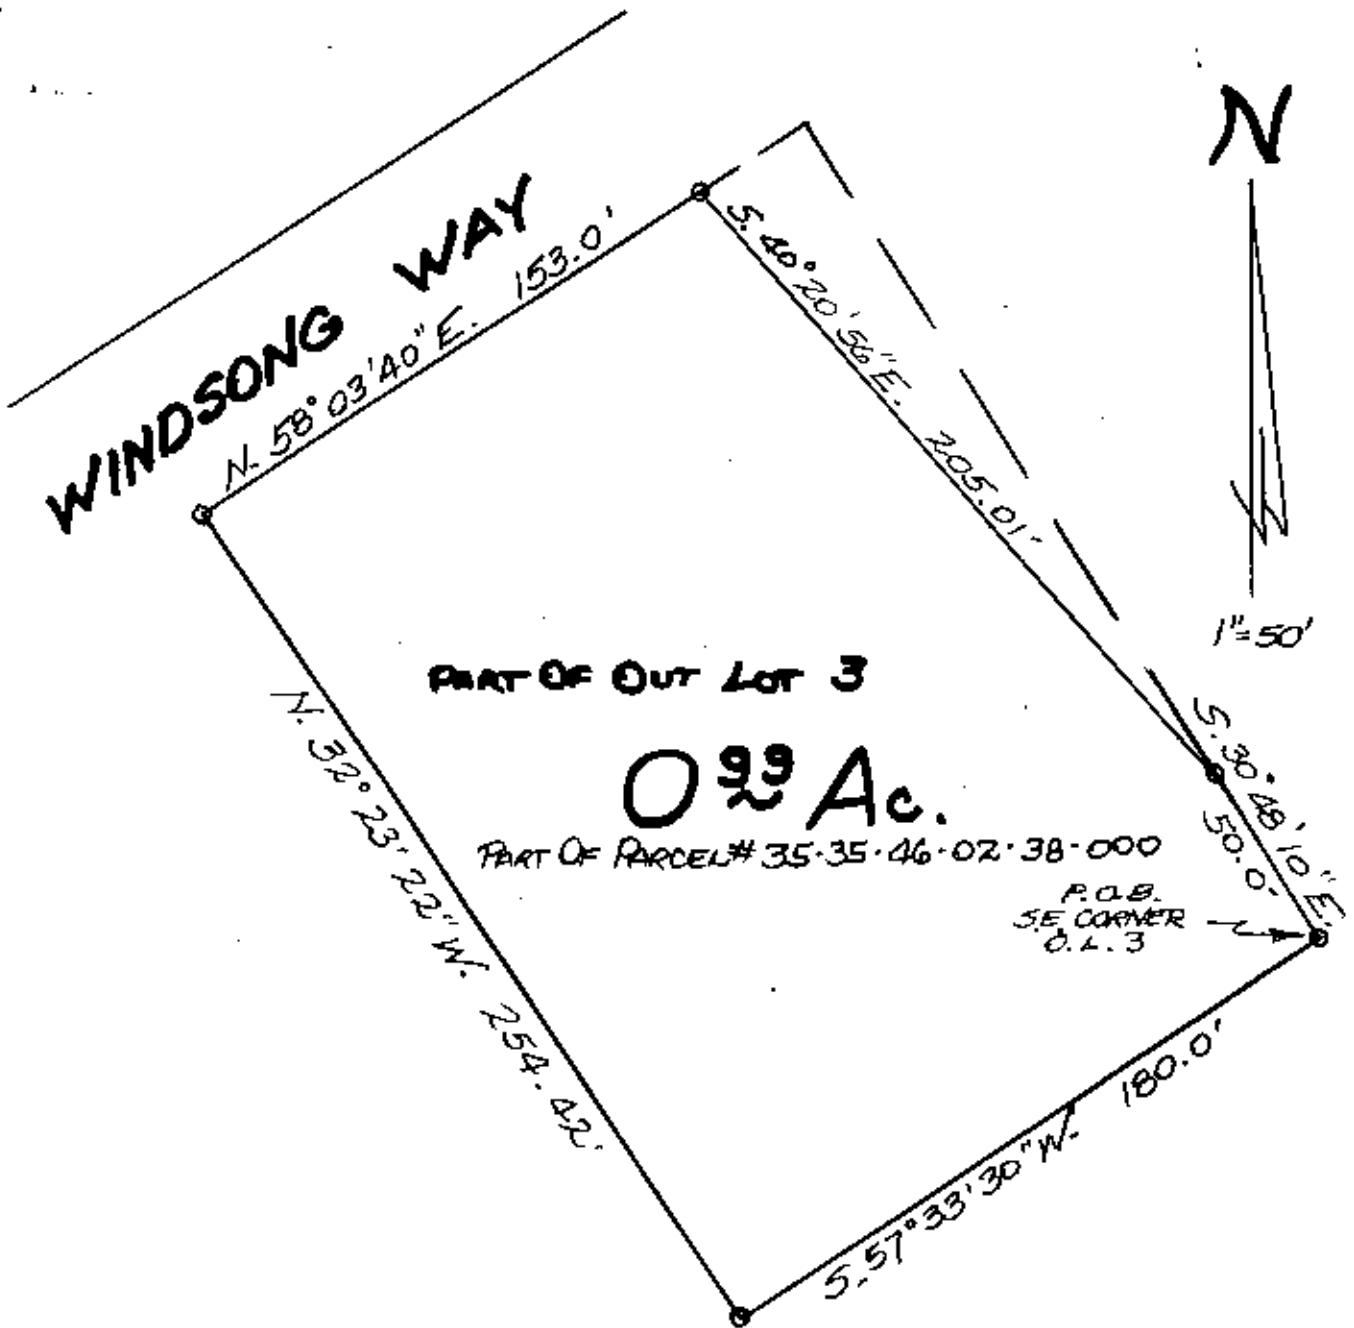 N
WINDSONG WAY
N. 58° 03' 40" E. 153.0'
S. 40° 20' 56" E. 205.01'
1"=50'
PART OF OUT LOT 3
0.99 Ac.
PART OF PARCEL# 35-35-46-02-38-000
N. 32° 23' 22" W. 254.42'
S. 30° 48' 10" E.
50.0'
P.O.B.
S.E. CORNER
O.L. 3
S. 57° 33' 30" W. 180.0'